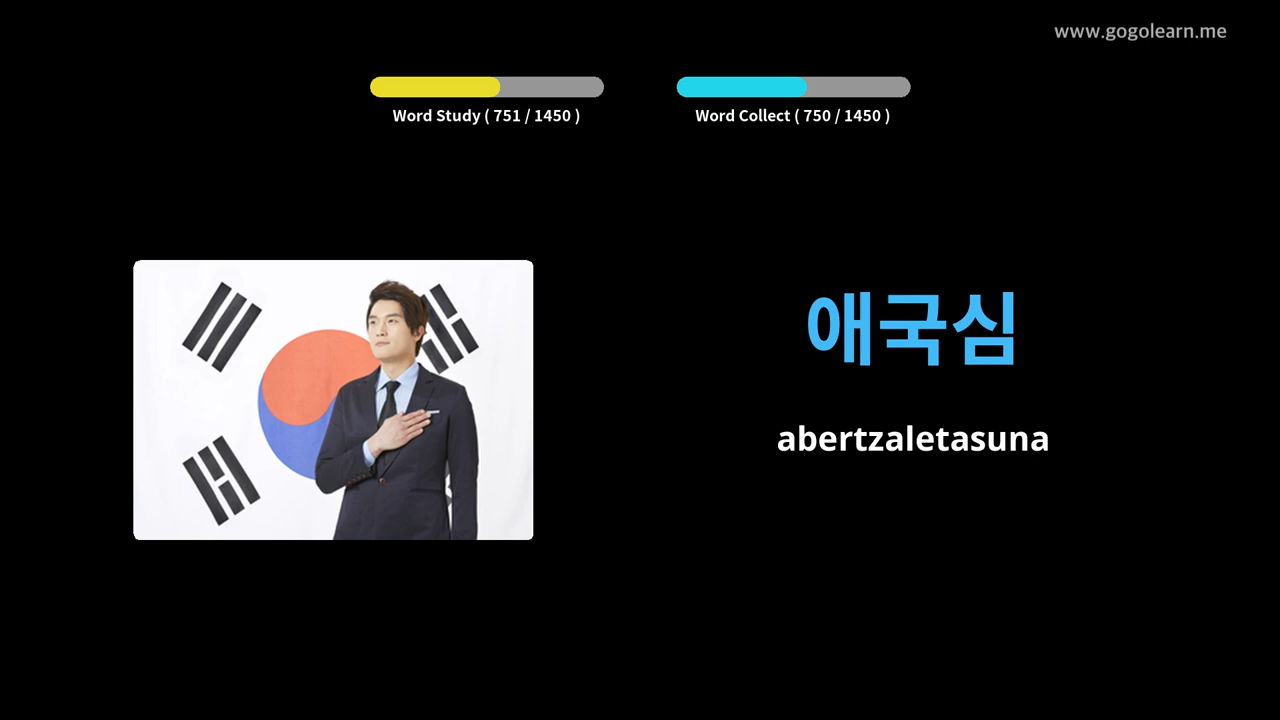 www.gogolearn.me
Word Study ( 751 / 1450 )
Word Collect ( 750 / 1450 )
애국심
abertzaletasuna